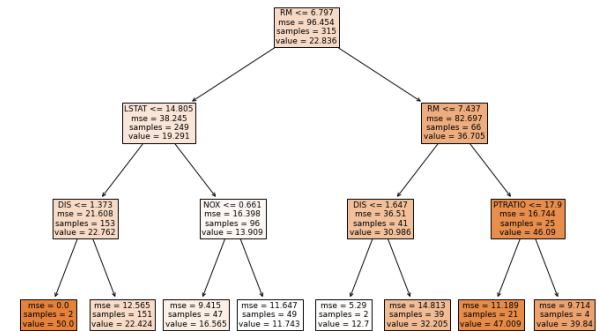 RM <= 6.797
mse = 96.454
samples = 315
value = 22.836
LSTAT <= 14.805
mse = 38.245
samples = 249
value = 19.291
RM <= 7.437
mse = 82.697
samples = 66
value = 36.705
DIS <= 1.373
mse = 21.608
samples = 153
value = 22.762
NOX <= 0.661
mse = 16.398
samples = 96
value = 13.909
DIS <= 1.647
mse = 36.51
samples = 41
value = 30.986
PTRATIO <= 17.9
mse = 16.744
samples = 25
value = 46.09
mse = 0.0
samples = 2
value = 50.0
mse = 12.565
samples = 151
value = 22.424
mse = 9.415
samples = 47
value = 16.565
mse = 11.647
samples = 49
value = 11.743
mse = 5.29
samples = 2
value = 12.7
mse = 14.813
samples = 39
value = 32.205
mse = 11.189
samples = 21
value = 47.009
mse = 9.714
samples = 4
value = 39.84